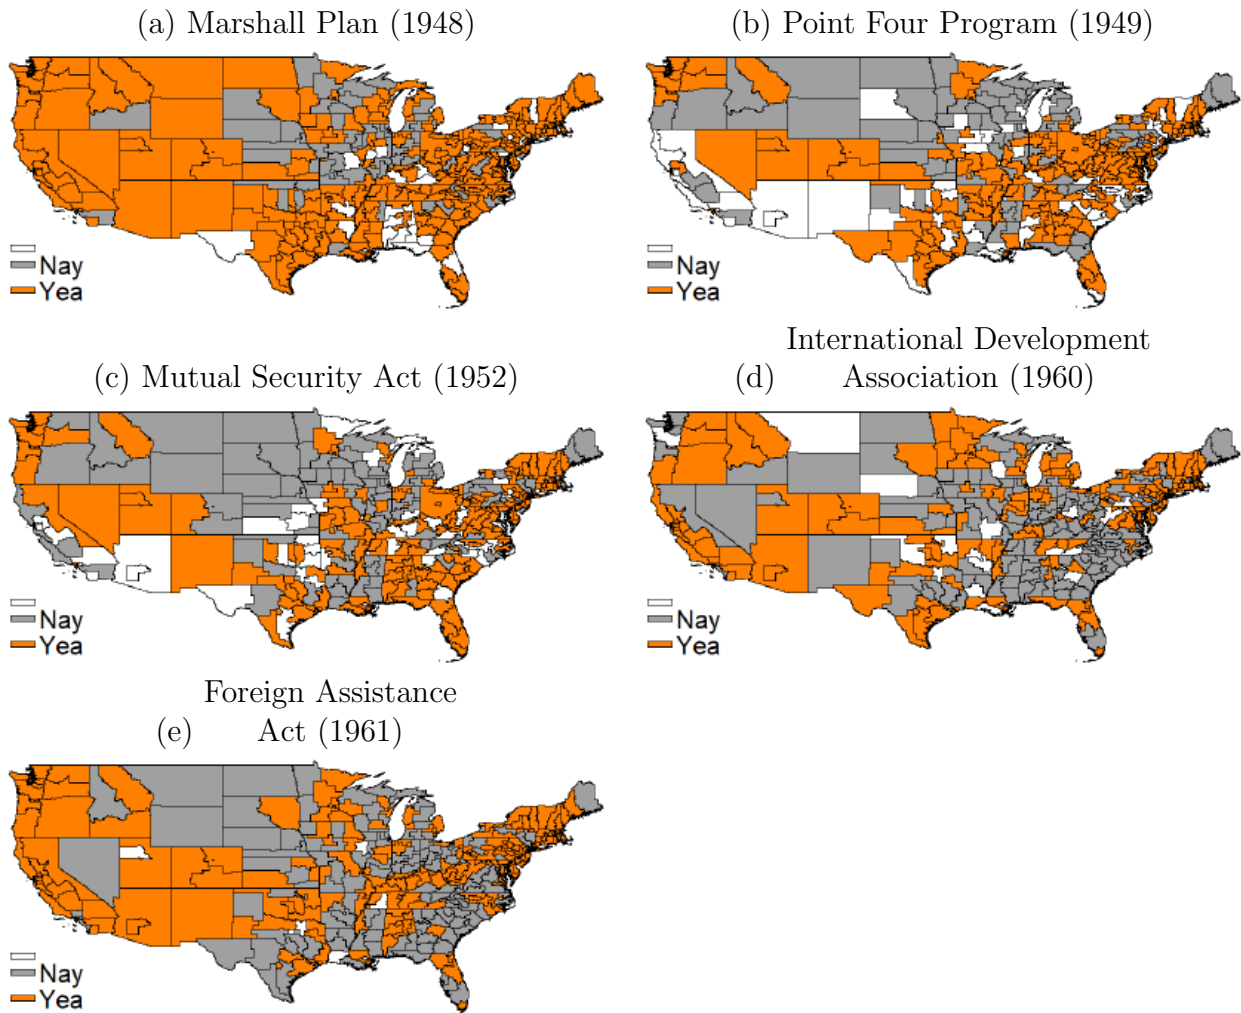 (a) Marshall Plan (1948)
(b) Point Four Program (1949)
Nay
Yea
Nay
Yea
(c) Mutual Security Act (1952)
International Development
(d) Association (1960)
Nay
Yea
Nay
Yea
Foreign Assistance
(e) Act (1961)
Nay
Yea